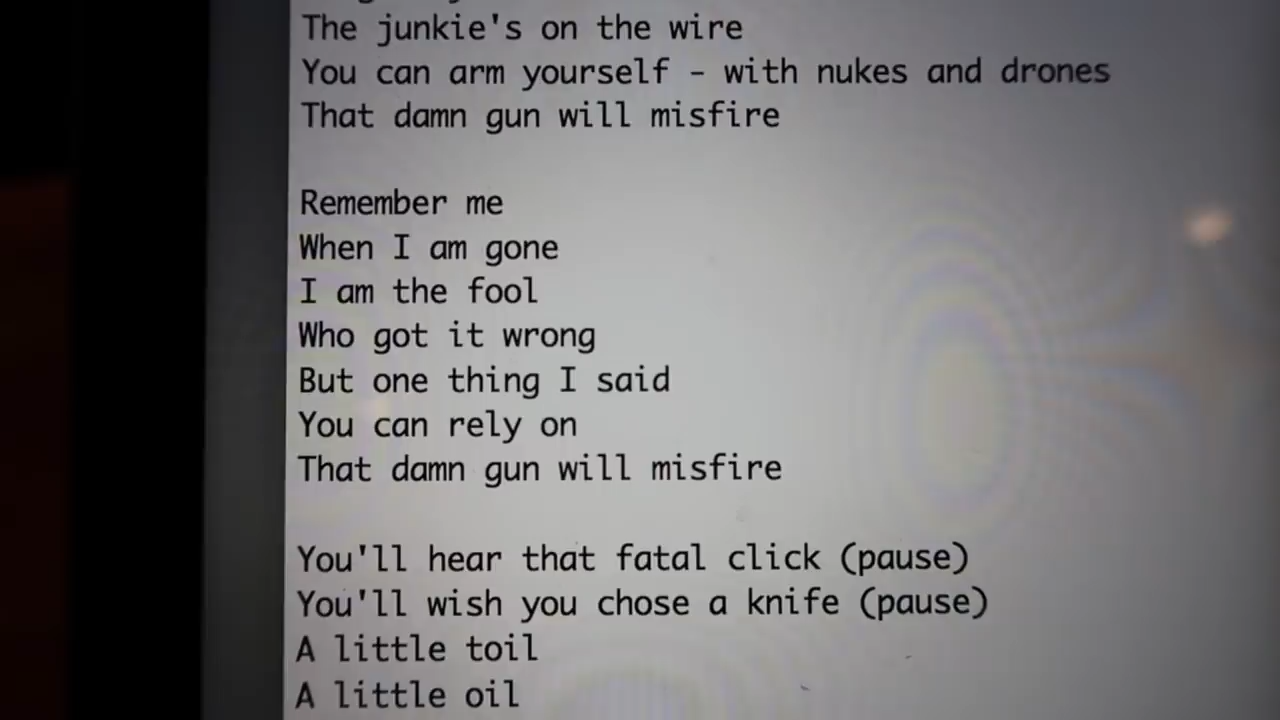 The junkie's on the wire
You can arm yourself - with nukes and drones
That damn gun will misfire
Remember me
When I am gone
I am the fool
Who got it wrong
But one thing I said
You can rely on
That damn gun will misfire
You'll hear that fatal click (pause)
You'll wish you chose a knife (pause)
A little toil
A little oil